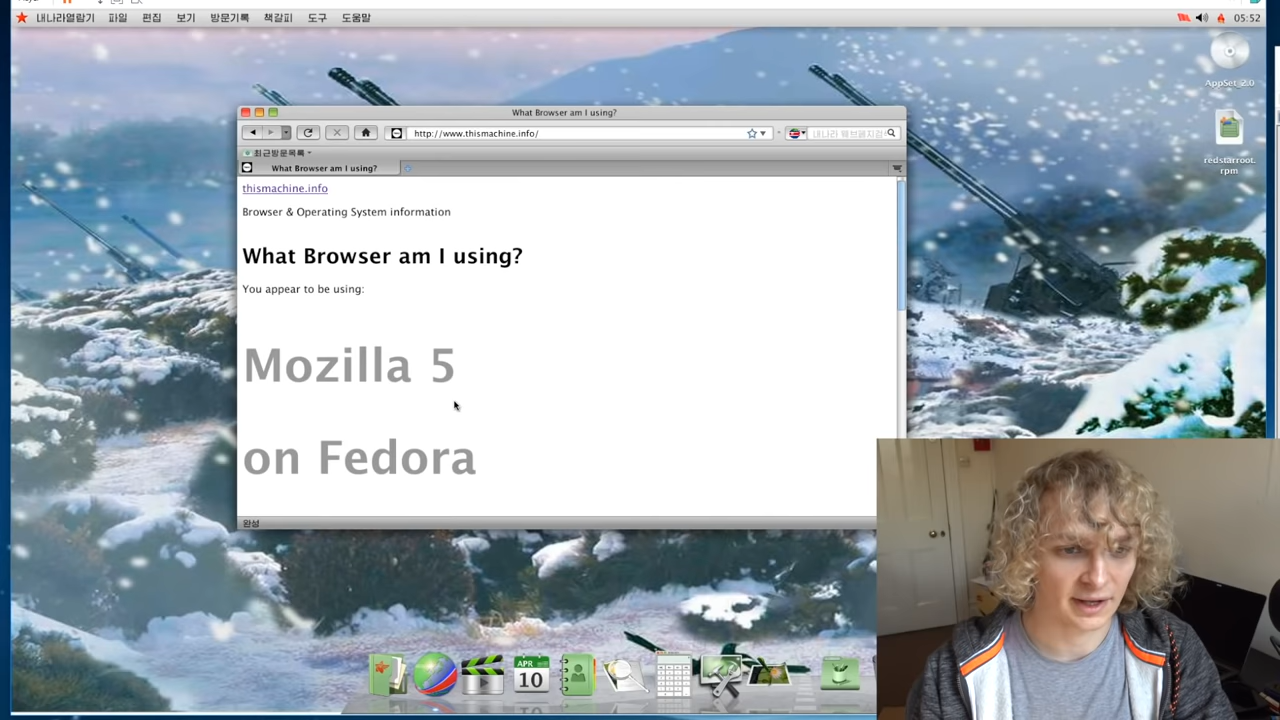 내나라열람기 파일 편집 보기 방문기록 책갈피 도구 도움말 05:52
AppSet_2.0
redstarroot.
rpm
What Browser am I using?
http://www.thismachine.info/
최근방문목록
What Browser am I using?
thismachine.info
Browser & Operating System information
What Browser am I using?
You appear to be using:
Mozilla 5
on Fedora
완성
APR
10